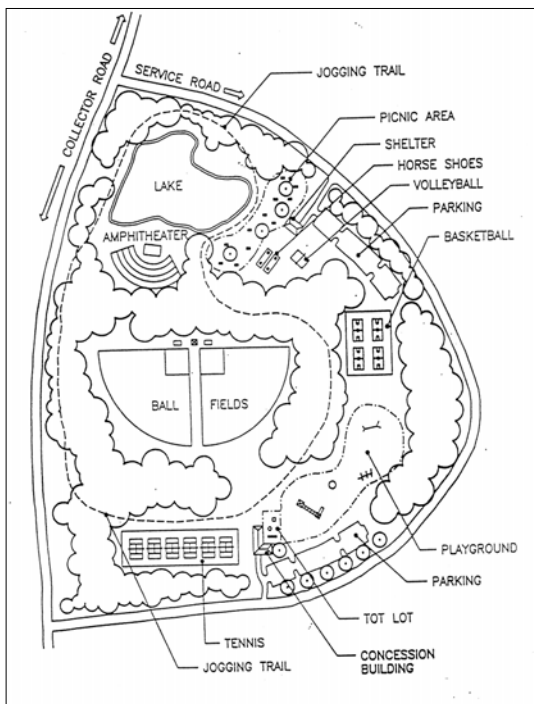 COLLECTOR ROAD
SERVICE ROAD
JOGGING TRAIL
PICNIC AREA
SHELTER
HORSE SHOES
VOLLEYBALL
PARKING
BASKETBALL
LAKE
AMPHITHEATER
BALL FIELDS
PLAYGROUND
PARKING
TOT LOT
TENNIS
CONCESSION
BUILDING
JOGGING TRAIL